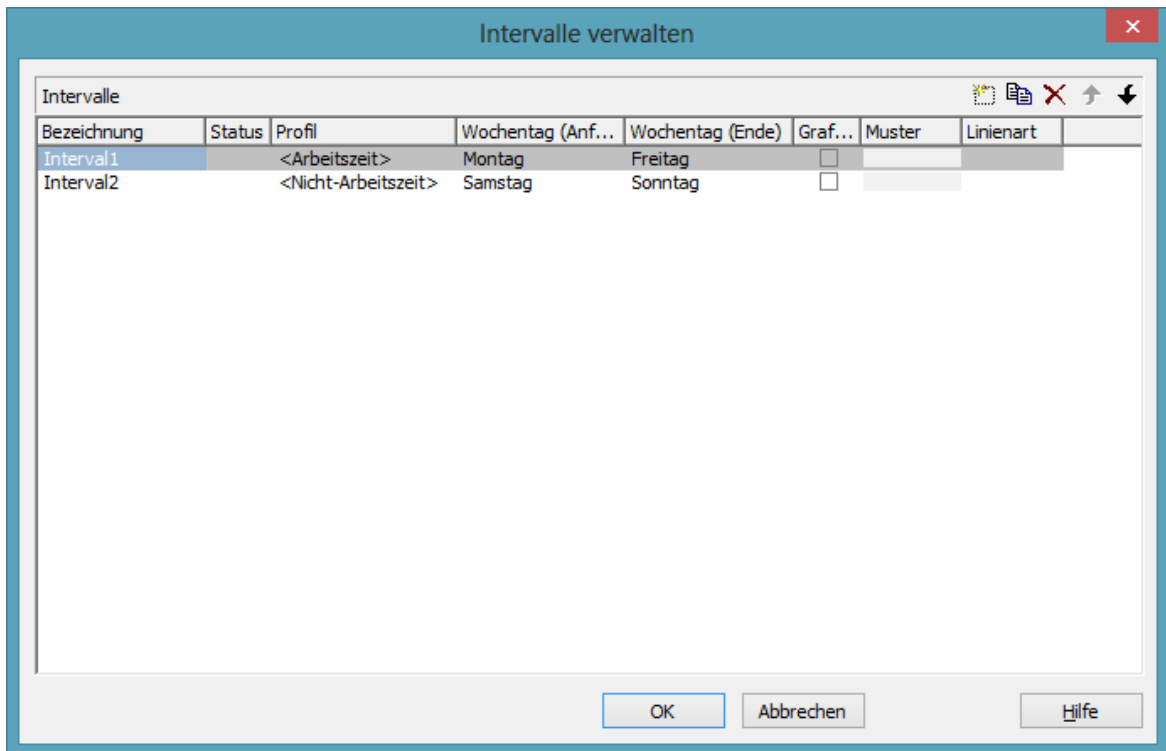 Intervalle verwalten
Intervalle
Bezeichnung Status Profil Wochentag (Anf... Wochentag (Ende) Graf... Muster Linienart
Interval1 <Arbeitszeit> Montag Freitag
Interval2 <Nicht-Arbeitszeit> Samstag Sonntag
OK Abbrechen Hilfe